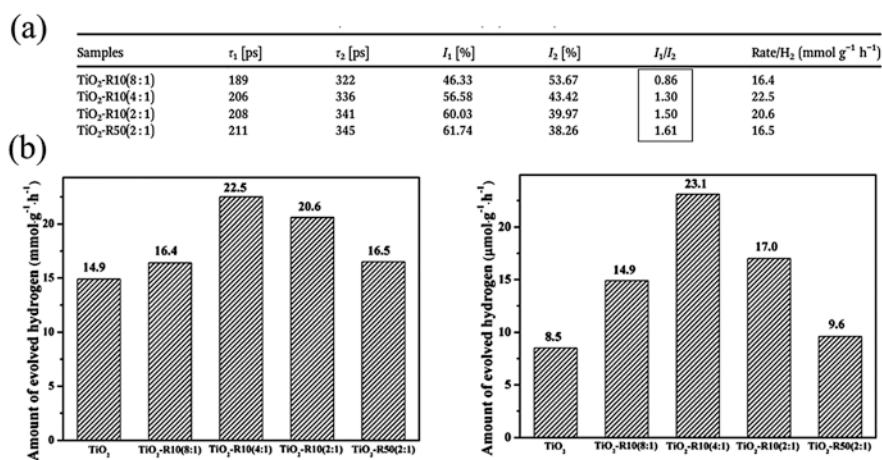 (a)
Samples τ₁ [ps] τ₂ [ps] I₁ [%] I₂ [%] I₁/I₂ Rate/H₂ (mmol g⁻¹ h⁻¹)
TiO₂-R10(8 : 1) 189 322 46.33 53.67 0.86 16.4
TiO₂-R10(4 : 1) 206 336 56.58 43.42 1.30 22.5
TiO₂-R10(2 : 1) 208 341 60.03 39.97 1.50 20.6
TiO₂-R50(2 : 1) 211 345 61.74 38.26 1.61 16.5
(b)
Amount of evolved hydrogen (mmol·g⁻¹·h⁻¹)
20
15
10
5
0
14.9
16.4
22.5
20.6
16.5
TiO₂ TiO₂-R10(8:1) TiO₂-R10(4:1) TiO₂-R10(2:1) TiO₂-R50(2:1)
Amount of evolved hydrogen (μmol·g⁻¹·h⁻¹)
20
15
10
5
0
8.5
14.9
23.1
17.0
9.6
TiO₂ TiO₂-R10(8:1) TiO₂-R10(4:1) TiO₂-R10(2:1) TiO₂-R50(2:1)